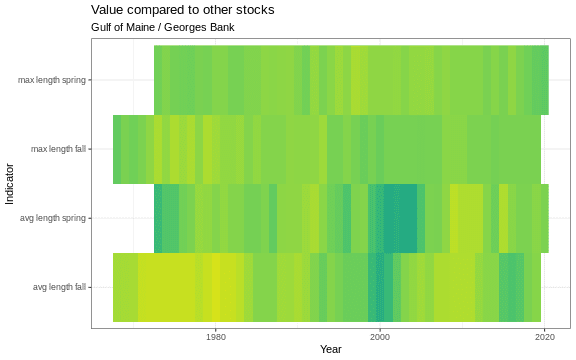 Value compared to other stocks
Gulf of Maine / Georges Bank
max length spring
max length fall
avg length spring
avg length fall
Indicator
1980
2000
2020
Year